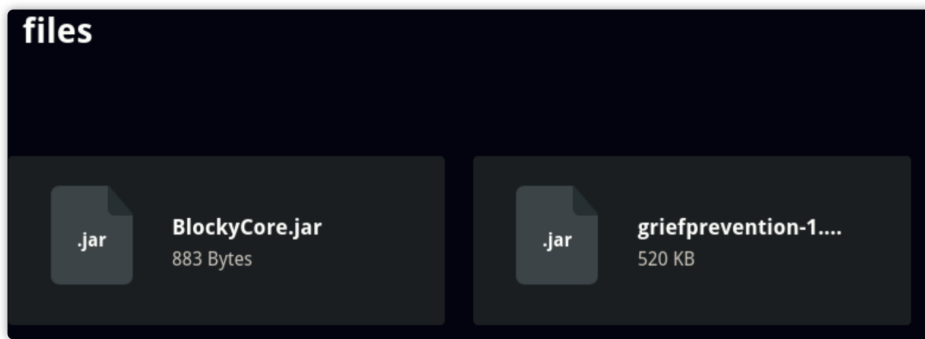 files
.jar
BlockyCore.jar
883 Bytes
.jar
griefprevention-1....
520 KB